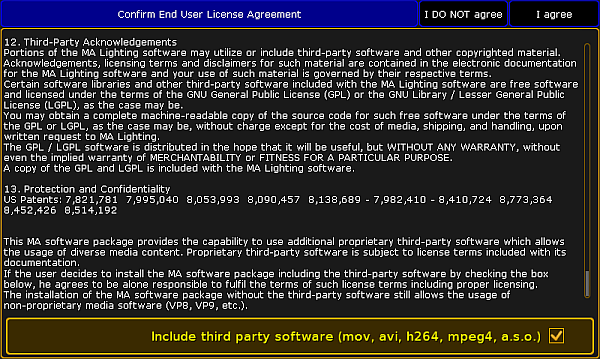 Confirm End User License Agreement
I DO NOT agree
I agree
12. Third-Party Acknowledgements
Portions of the MA Lighting software may utilize or include third-party software and other copyrighted material.
Acknowledgements, licensing terms and disclaimers for such material are contained in the electronic documentation
for the MA Lighting software and your use of such material is governed by their respective terms.
Certain software libraries and other third-party software included with the MA Lighting software are free software
and licensed under the terms of the GNU General Public License (GPL) or the GNU Library / Lesser General Public
License (LGPL), as the case may be.
You may obtain a complete machine-readable copy of the source code for such free software under the terms of
the GPL or LGPL, as the case may be, without charge except for the cost of media, shipping, and handling, upon
written request to MA Lighting.
The GPL / LGPL software is distributed in the hope that it will be useful, but WITHOUT ANY WARRANTY, without
even the implied warranty of MERCHANTABILITY or FITNESS FOR A PARTICULAR PURPOSE.
A copy of the GPL and LGPL is included with the MA Lighting software.
13. Protection and Confidentiality
US Patents: 7,821,781 7,995,040 8,053,993 8,090,457 8,138,689 - 7,982,410 - 8,410,724 8,773,364
8,452,426 8,514,192
This MA software package provides the capability to use additional proprietary third-party software which allows
the usage of diverse media content. Proprietary third-party software is subject to license terms included with its
documentation.
If the user decides to install the MA software package including the third-party software by checking the box
below, he agrees to be alone responsible to fulfil the terms of such license terms including proper licensing.
The installation of the MA software package without the third-party software still allows the usage of
non-proprietary media software (VP8, VP9, etc.).
Include third party software (mov, avi, h264, mpeg4, a.s.o.)